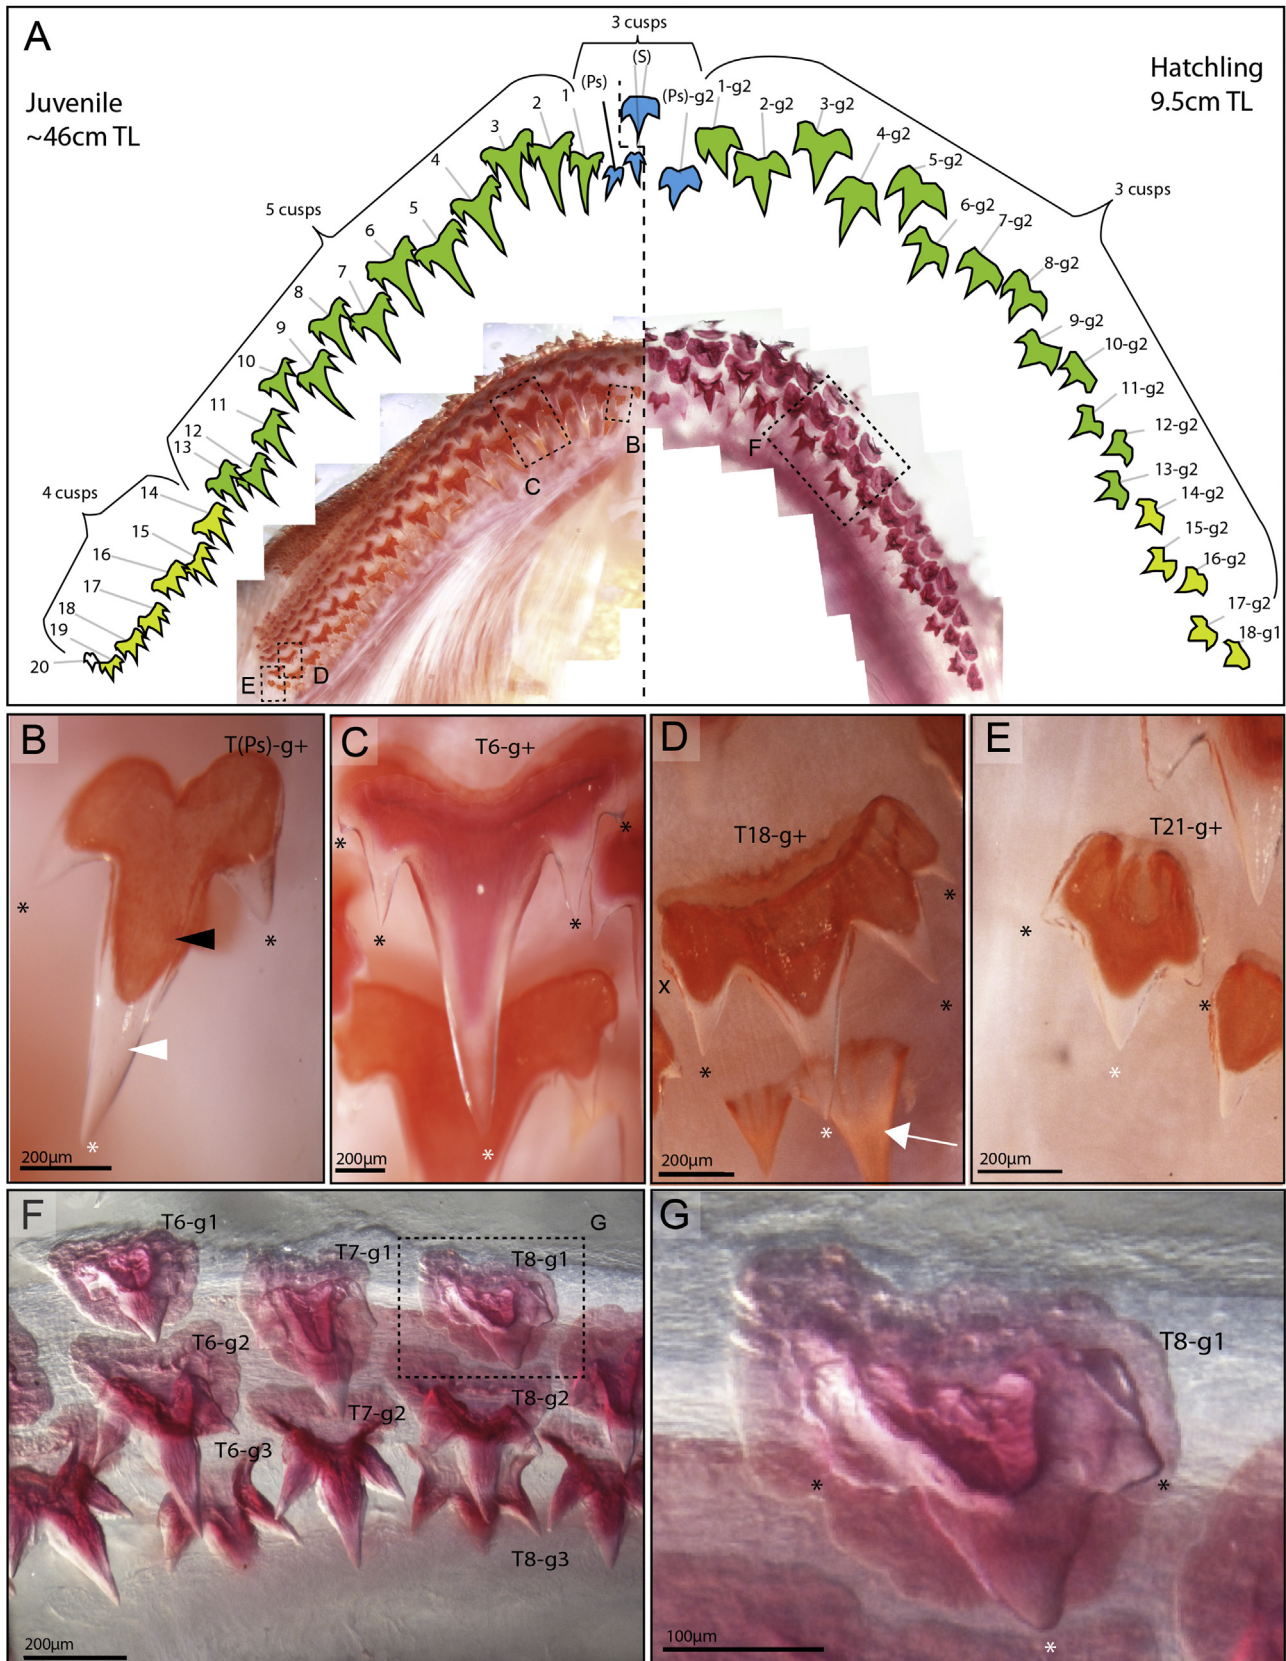 A
3 cusps
(S)
(Ps)
(Ps)-g2
Juvenile
~46cm TL
Hatchling
9.5cm TL
1
2
3
4
5
6
7
8
9
10
11
12
13
14
15
16
17
18
19
20
5 cusps
4 cusps
1-g2
2-g2
3-g2
4-g2
5-g2
6-g2
7-g2
8-g2
9-g2
10-g2
11-g2
12-g2
13-g2
14-g2
15-g2
16-g2
17-g2
18-g1
3 cusps
B
C
D
E
F
B
T(Ps)-g+
*
*
*
200µm
C
T6-g+
*
*
*
*
*
200µm
D
T18-g+
x
*
*
*
*
200µm
E
T21-g+
*
*
*
200µm
F
T6-g1
T7-g1
T8-g1
G
T6-g2
T7-g2
T8-g2
T6-g3
T8-g3
200µm
G
T8-g1
*
*
*
100µm